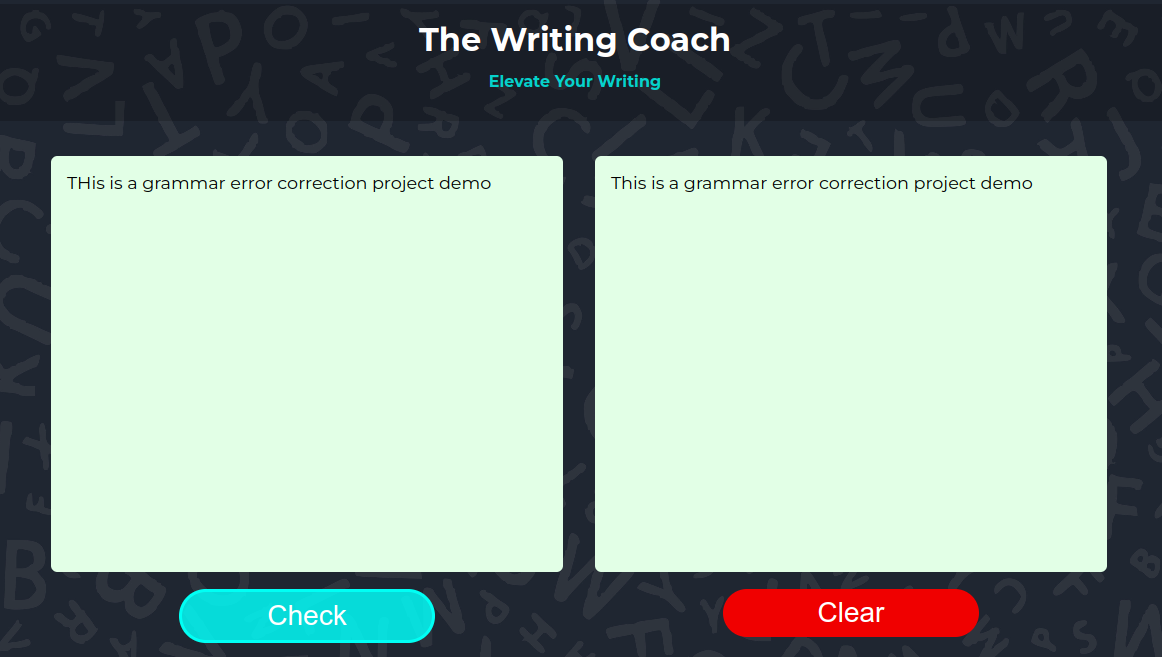 The Writing Coach
Elevate Your Writing
THis is a grammar error correction project demo
This is a grammar error correction project demo
Check
Clear